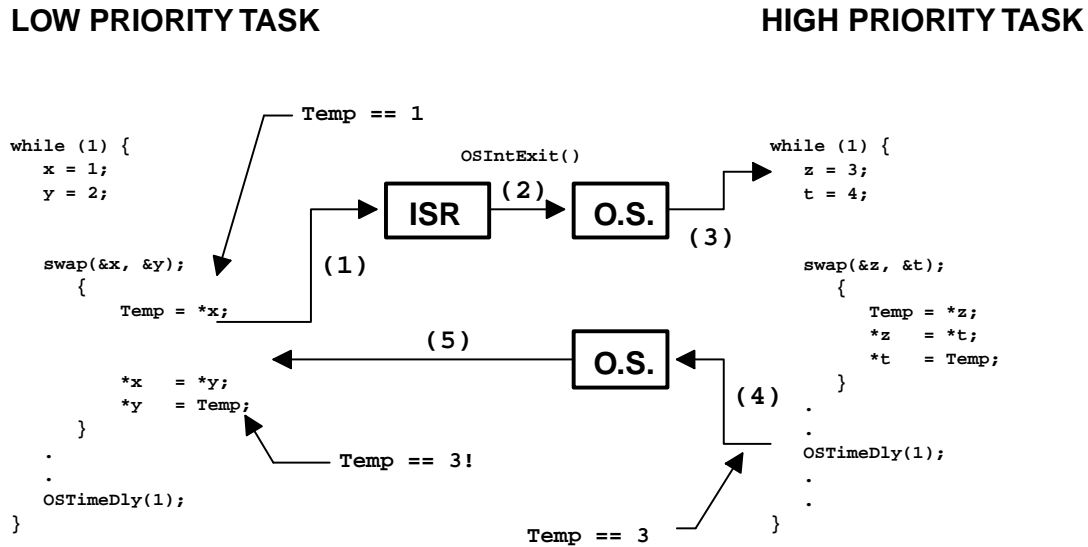 LOW PRIORITY TASK
HIGH PRIORITY TASK
Temp == 1
while (1) {
x = 1;
y = 2;
swap(&x, &y);
{
Temp = *x;
*x = *y;
*y = Temp;
}
.
.
OSTimeDly(1);
}
Temp == 3!
(1)
ISR
OSIntExit()
(2)
O.S.
(3)
while (1) {
z = 3;
t = 4;
swap(&z, &t);
{
Temp = *z;
*z = *t;
*t = Temp;
}
.
.
OSTimeDly(1);
.
.
}
Temp == 3
(4)
O.S.
(5)